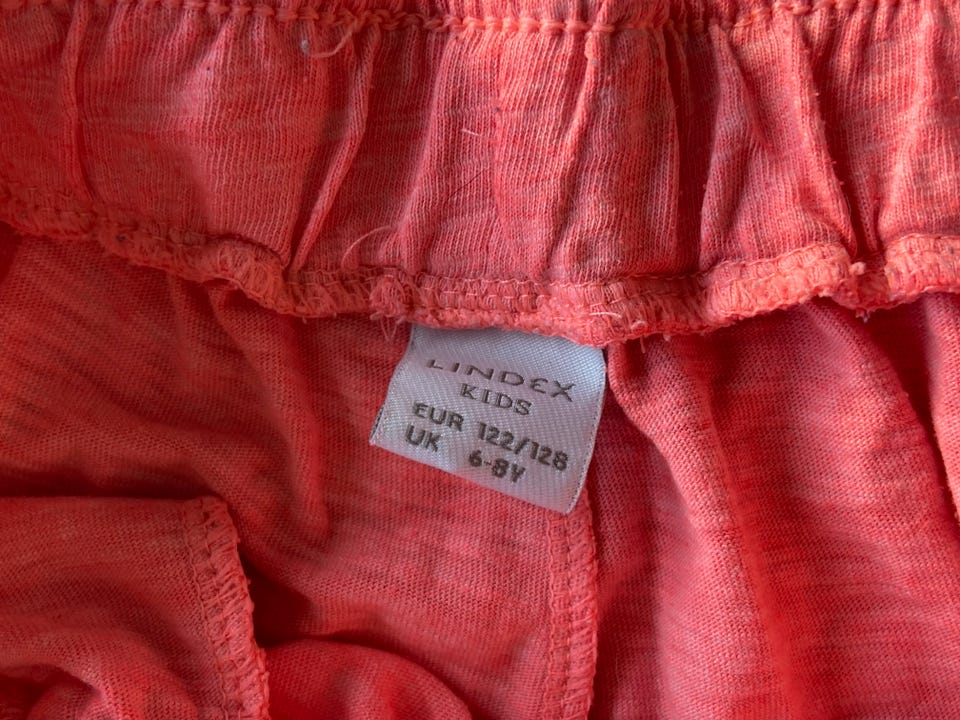 LINDEX
KIDS
EUR 122/128
UK 6-8Y